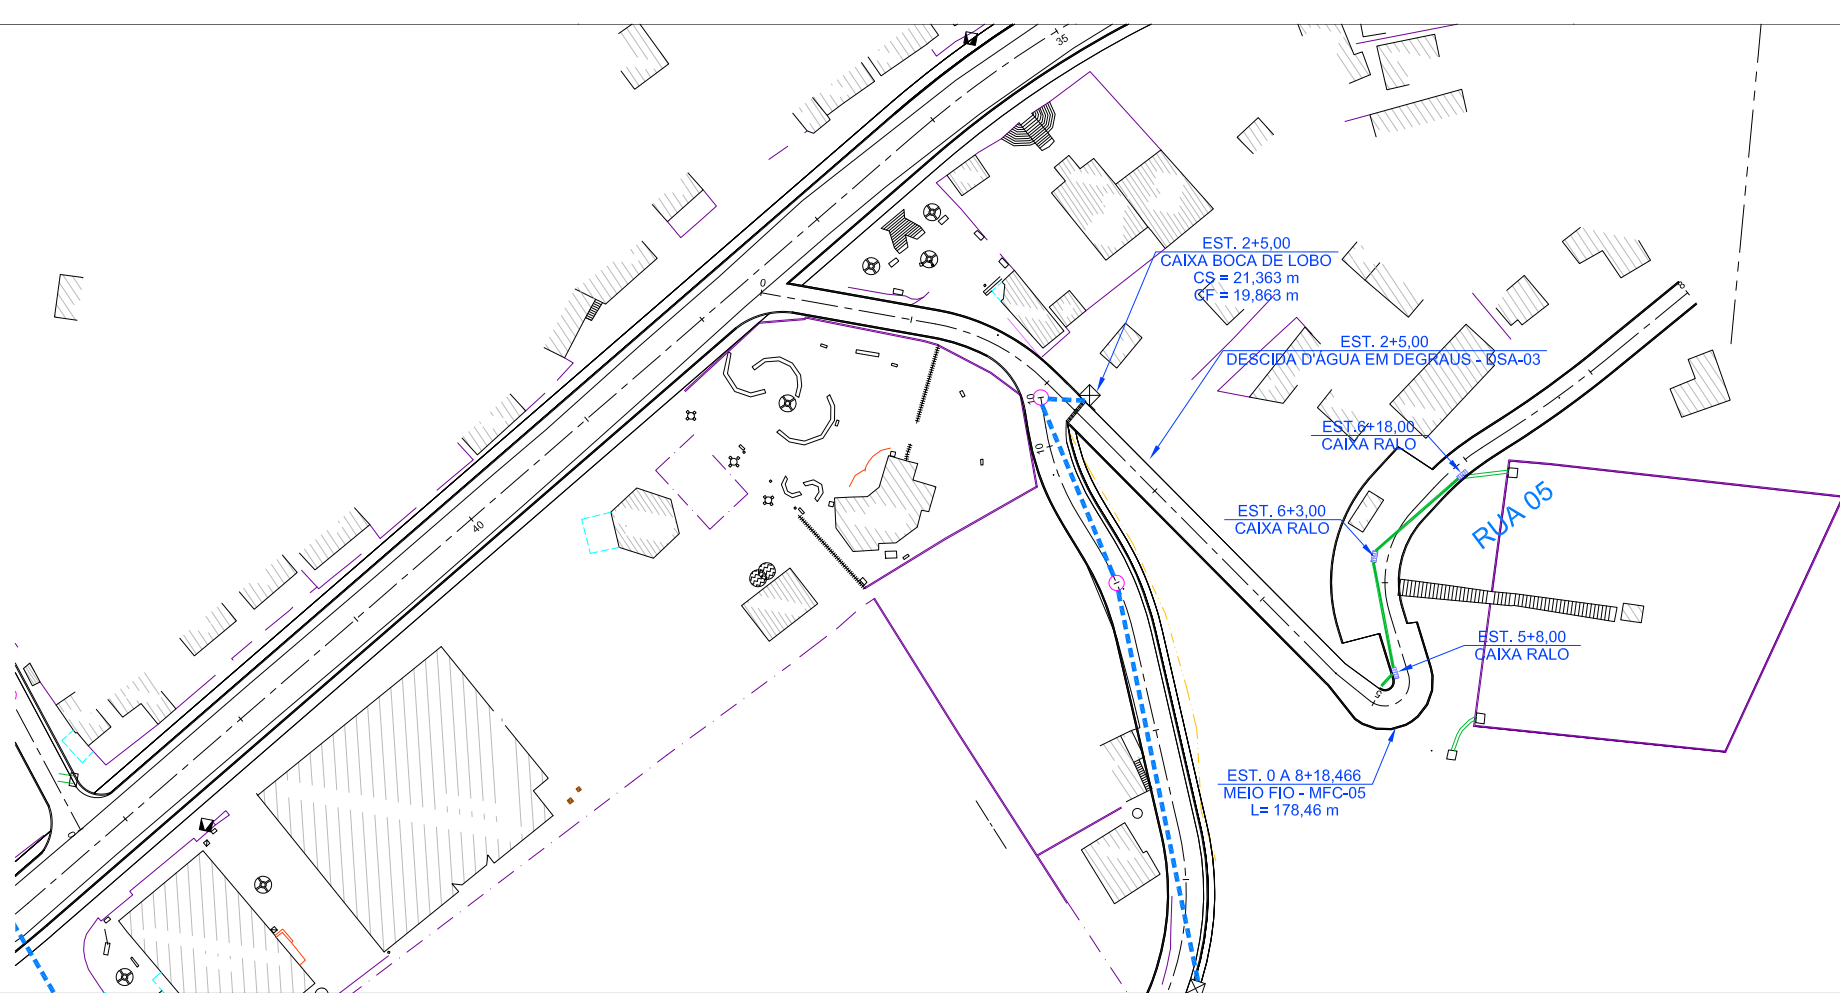 35
0
EST. 2+5,00
CAIXA BOCA DE LOBO
CS = 21,363 m
CF = 19,863 m
EST. 2+5,00
DESCIDA D'ÁGUA EM DEGRAUS - DSA-03
EST.6+18,00
CAIXA RALO
RUA 05
EST. 6+3,00
CAIXA RALO
10
40
EST. 5+8,00
CAIXA RALO
5
EST. 0 A 8+18,466
MEIO FIO - MFC-05
L= 178,46 m
0